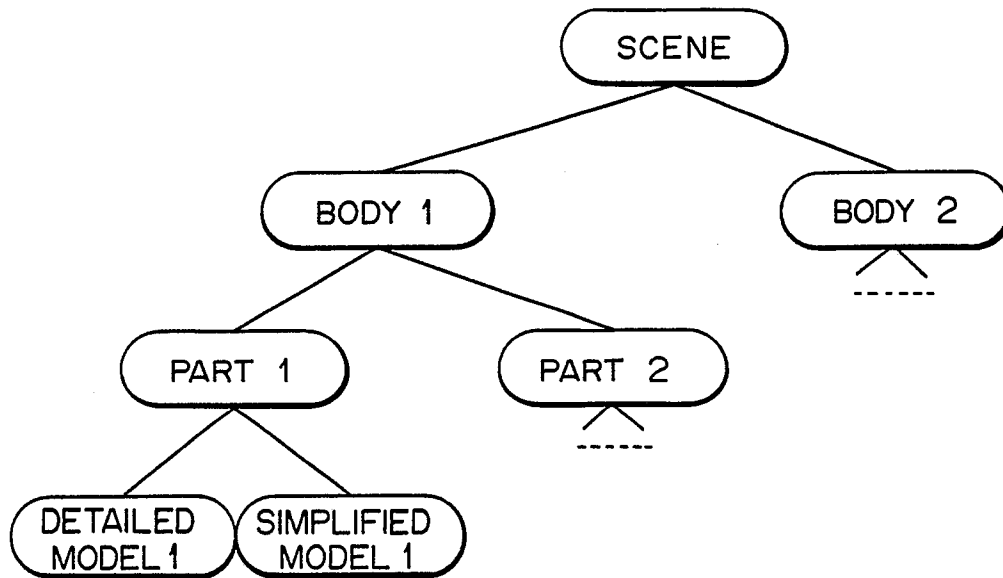 SCENE
BODY 1
BODY 2
PART 1
PART 2
DETAILED
MODEL 1
SIMPLIFIED
MODEL 1